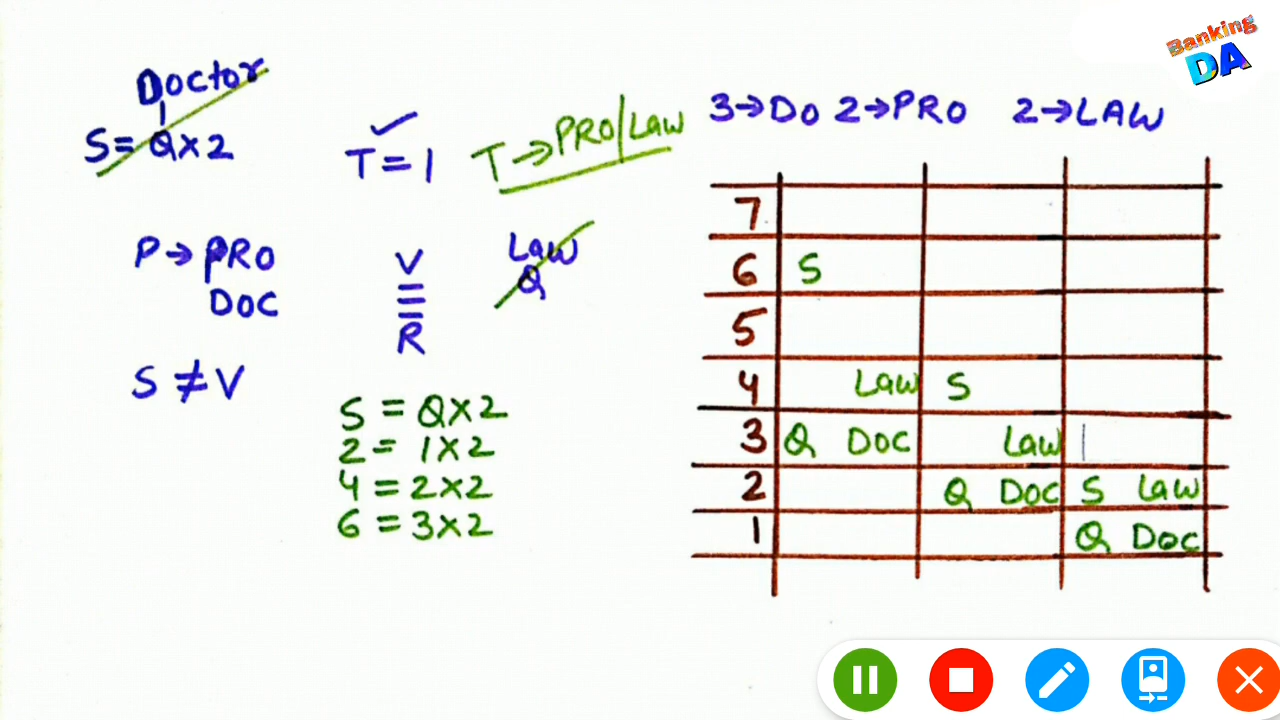 Banking
DA
Doctor
S = Q x 2
T = 1
T → PRO/Law
3→DO 2→PRO 2→LAW
P → PRO
DOC
V
=
=
R
Law
Q
S ≠ V
S = Q x 2
2 = 1 x 2
4 = 2 x 2
6 = 3 x 2
7
6 S
5
4 Law S
3 Q DOC Law
2 Q DOC S Law
1 Q DOC